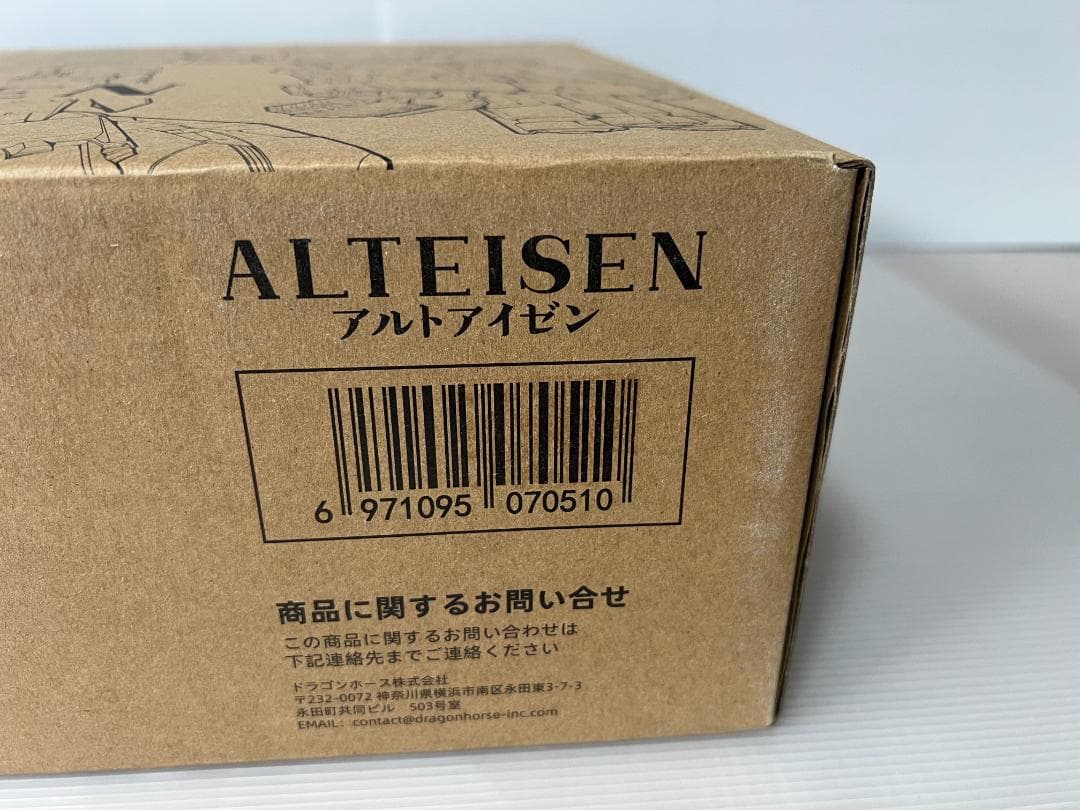 ALTEISEN
アルトアイゼン
6 971095 070510
商品に関するお問い合せ
この商品に関するお問い合わせは
下記連絡先までご連絡ください
ドラゴンホース株式会社
〒232-0072 神奈川県横浜市南区永田東3-7-3
永田町共同ビル 503号室
EMAIL: contact@dragonhorse-inc.com